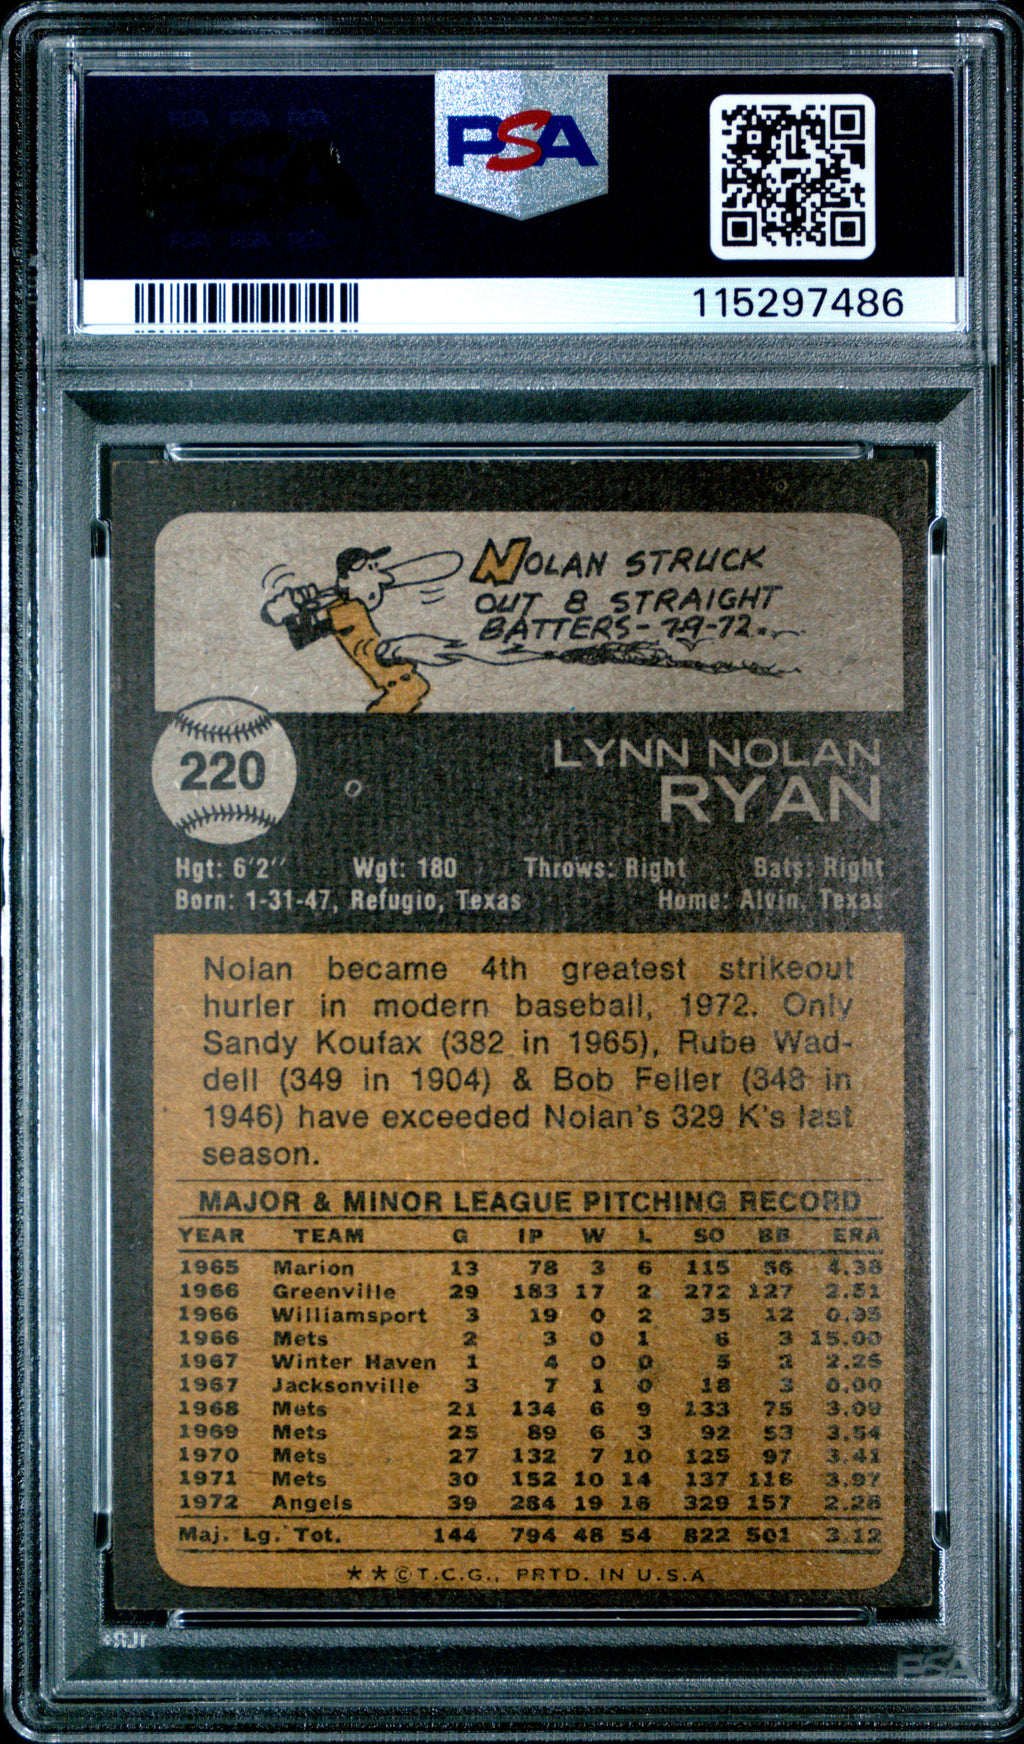 PSA
115297486
NOLAN STRUCK
OUT 8 STRAIGHT
BATTERS-7-9-72...
220
LYNN NOLAN
RYAN
Hgt: 6'2" Wgt: 180 Throws: Right Bats: Right
Born: 1-31-47, Refugio, Texas Home: Alvin, Texas
Nolan became 4th greatest strikeout
hurler in modern baseball, 1972. Only
Sandy Koufax (382 in 1965), Rube Wad-
dell (349 in 1904) & Bob Feller (348 in
1946) have exceeded Nolan's 329 K's last
season.
MAJOR & MINOR LEAGUE PITCHING RECORD
YEAR TEAM G IP W L SO BB ERA
1965 Marion 13 78 3 6 115 56 4.38
1966 Greenville 29 183 17 2 272 127 2.51
1966 Williamsport 3 19 0 2 35 12 0.95
1966 Mets 2 3 0 1 6 3 15.00
1967 Winter Haven 1 4 0 0 5 2 2.25
1967 Jacksonville 3 7 1 0 18 3 0.00
1968 Mets 21 134 6 9 133 75 3.09
1969 Mets 25 89 6 3 92 53 3.54
1970 Mets 27 132 7 10 125 97 3.41
1971 Mets 30 152 10 14 137 116 3.97
1972 Angels 39 284 19 16 329 157 2.28
Maj. Lg. Tot. 144 794 48 54 822 501 3.12
**©T.C.G., PRTD. IN U.S.A.
PSA